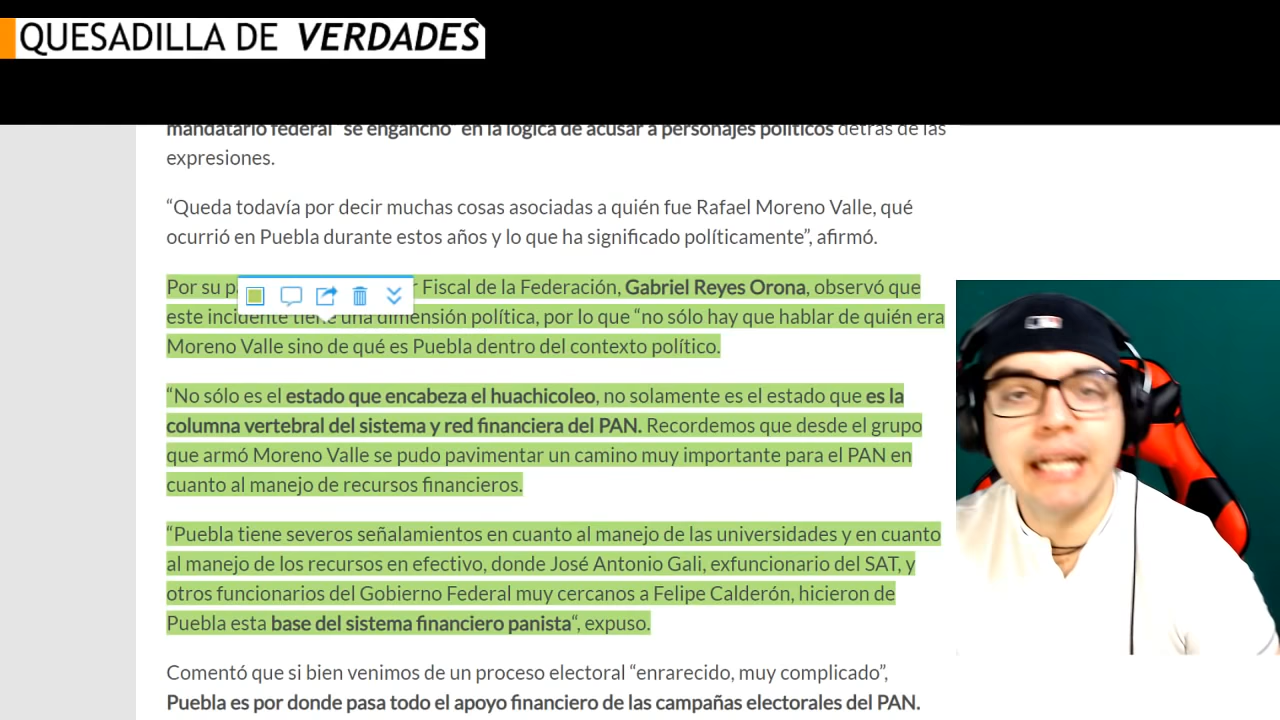 QUESADILLA DE VERDADES
mandatario federal "se enganchó" en la lógica de acusar a personajes políticos detrás de las
expresiones.
“Queda todavía por decir muchas cosas asociadas a quién fue Rafael Moreno Valle, qué
ocurrió en Puebla durante estos años y lo que ha significado políticamente”, afirmó.
Por su Fiscal de la Federación, Gabriel Reyes Orona, observó que
este incidente tiene una dimensión política, por lo que “no sólo hay que hablar de quién era
Moreno Valle sino de qué es Puebla dentro del contexto político.
“No sólo es el estado que encabeza el huachicoleo, no solamente es el estado que es la
columna vertebral del sistema y red financiera del PAN. Recordemos que desde el grupo
que armó Moreno Valle se pudo pavimentar un camino muy importante para el PAN en
cuanto al manejo de recursos financieros.
“Puebla tiene severos señalamientos en cuanto al manejo de las universidades y en cuanto
al manejo de los recursos en efectivo, donde José Antonio Gali, exfuncionario del SAT, y
otros funcionarios del Gobierno Federal muy cercanos a Felipe Calderón, hicieron de
Puebla esta base del sistema financiero panista“, expuso.
Comentó que si bien venimos de un proceso electoral “enrarecido, muy complicado”,
Puebla es por donde pasa todo el apoyo financiero de las campañas electorales del PAN.